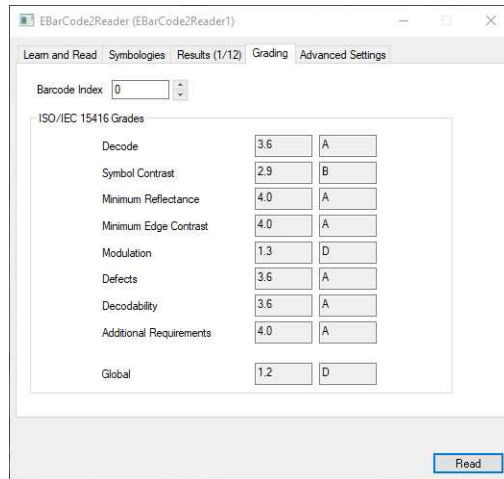 EBarCode2Reader (EBarCode2Reader1)
Learn and Read Symbologies Results (1/12) Grading Advanced Settings
Barcode Index 0
ISO/IEC 15416 Grades
Decode 3.6 A
Symbol Contrast 2.9 B
Minimum Reflectance 4.0 A
Minimum Edge Contrast 4.0 A
Modulation 1.3 D
Defects 3.6 A
Decodability 3.6 A
Additional Requirements 4.0 A
Global 1.2 D
Read